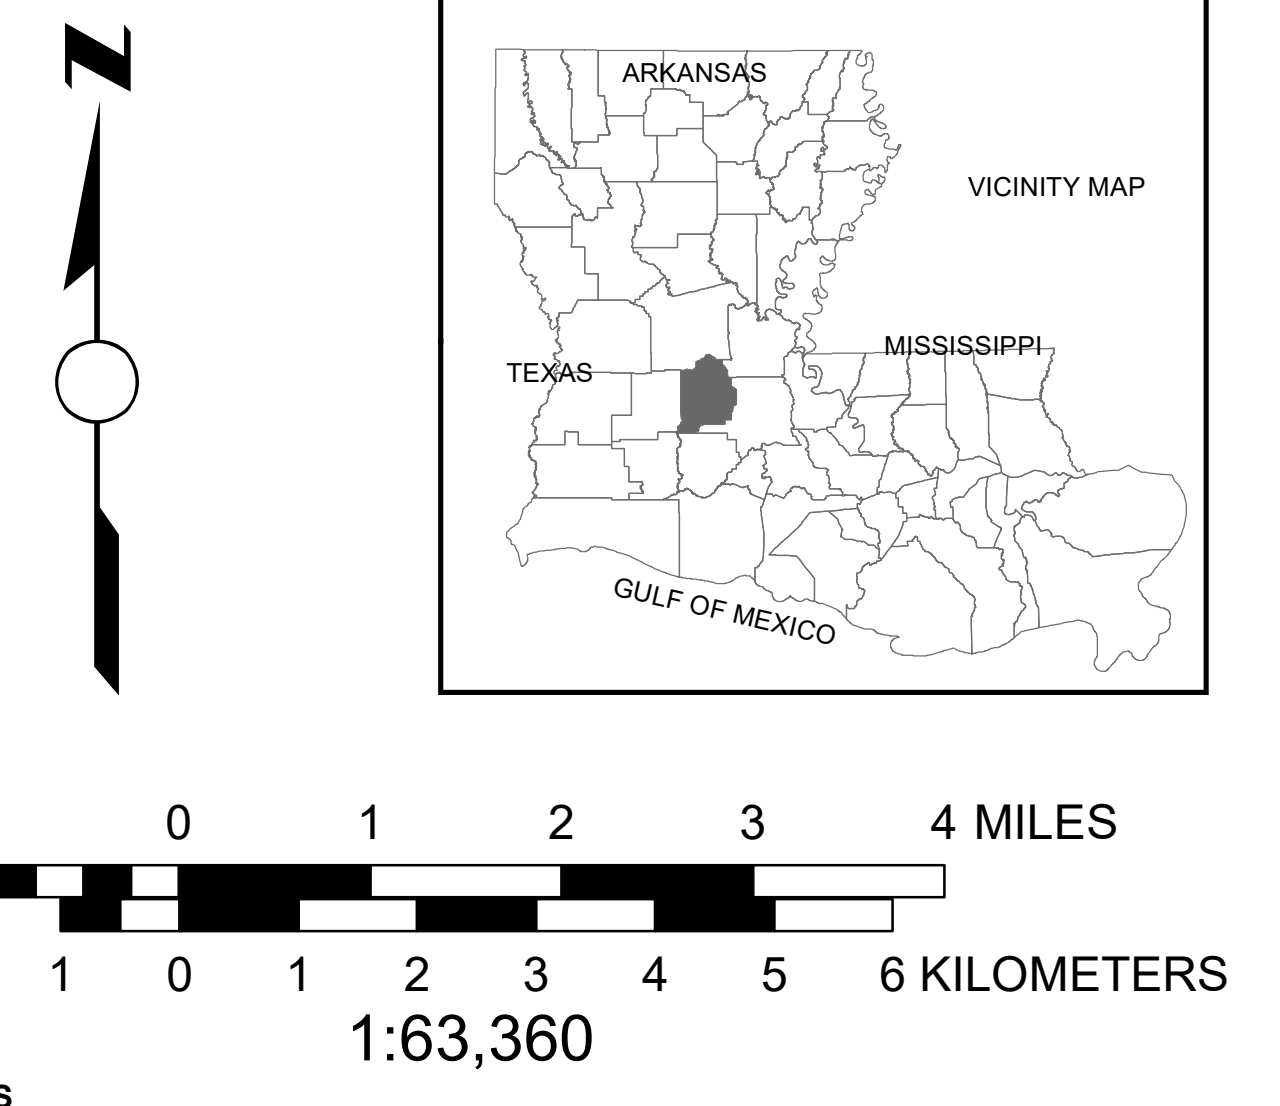 N
ARKANSAS
VICINITY MAP
MISSISSIPPI
TEXAS
GULF OF MEXICO
0 1 2 3 4 MILES
1 0 1 2 3 4 5 6 KILOMETERS
1:63,360
s